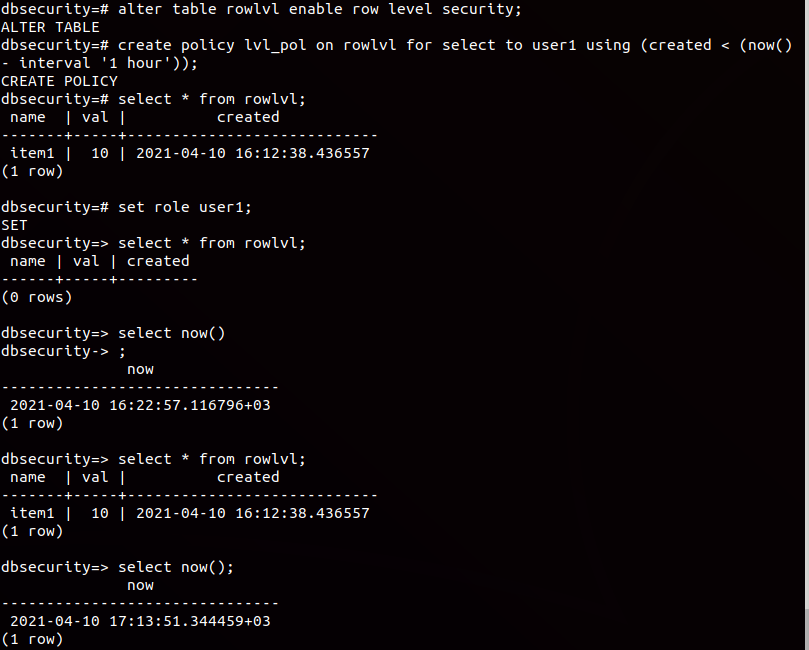 dbsecurity=# alter table rowlvl enable row level security;
ALTER TABLE
dbsecurity=# create policy lvl_pol on rowlvl for select to user1 using (created < (now()
- interval '1 hour'));
CREATE POLICY
dbsecurity=# select * from rowlvl;
 name  | val |          created
-------+-----+----------------------------
 item1 |  10 | 2021-04-10 16:12:38.436557
(1 row)

dbsecurity=# set role user1;
SET
dbsecurity=> select * from rowlvl;
 name | val | created
------+-----+---------
(0 rows)

dbsecurity=> select now()
dbsecurity-> ;
              now
-------------------------------
 2021-04-10 16:22:57.116796+03
(1 row)

dbsecurity=> select * from rowlvl;
 name  | val |          created
-------+-----+----------------------------
 item1 |  10 | 2021-04-10 16:12:38.436557
(1 row)

dbsecurity=> select now();
              now
-------------------------------
 2021-04-10 17:13:51.344459+03
(1 row)